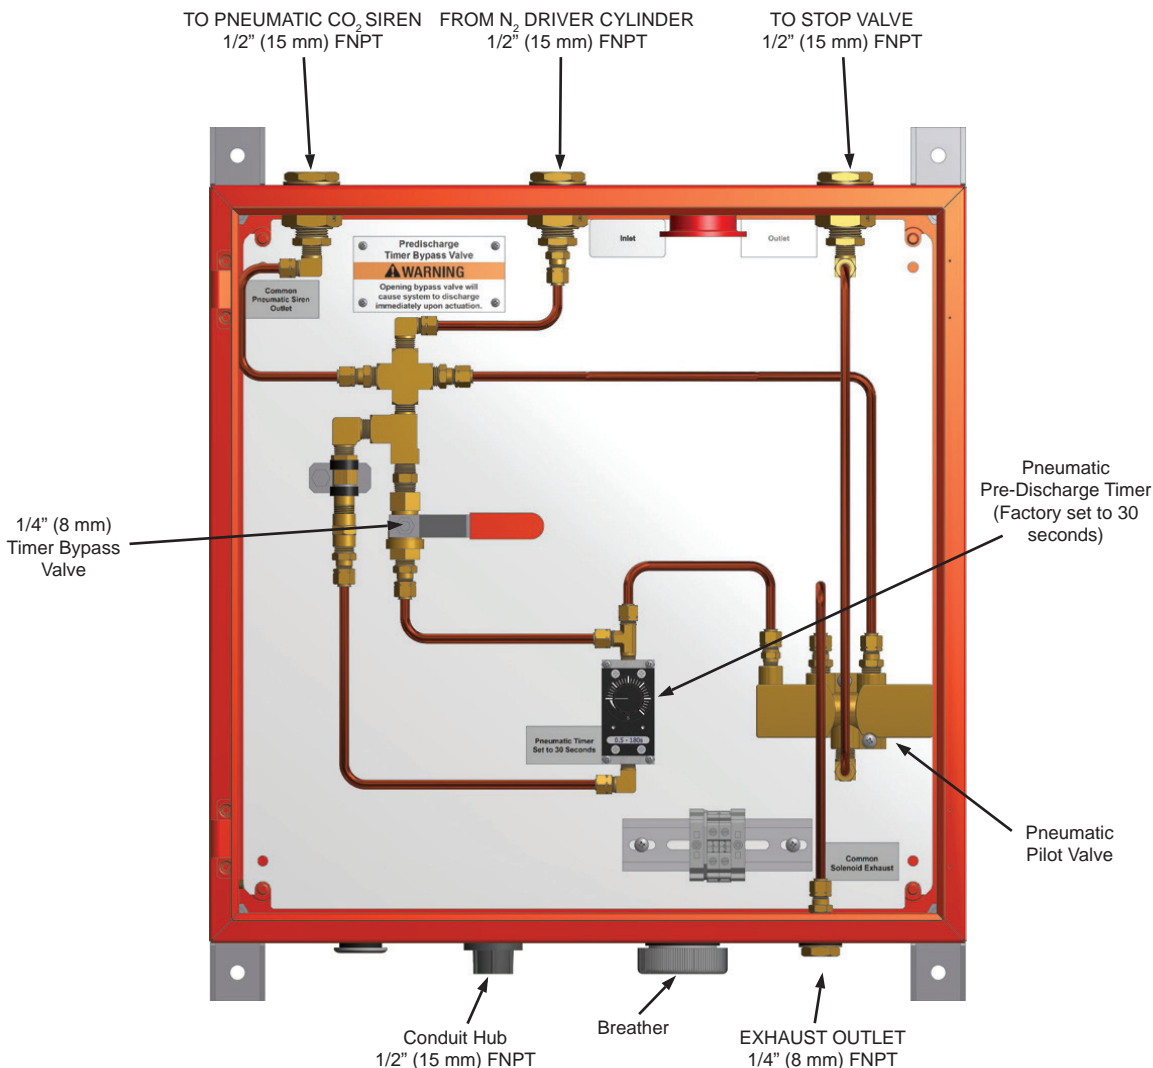 TO PNEUMATIC CO₂ SIREN
1/2” (15 mm) FNPT
FROM N₂ DRIVER CYLINDER
1/2” (15 mm) FNPT
TO STOP VALVE
1/2” (15 mm) FNPT
Common
Pneumatic Siren
Outlet
Predischarge
Timer Bypass Valve
WARNING
Opening bypass valve will
cause system to discharge
immediately upon actuation.
Inlet
Outlet
1/4” (8 mm)
Timer Bypass
Valve
Pneumatic
Pre-Discharge Timer
(Factory set to 30
seconds)
Pneumatic Timer
Set to 30 Seconds
0.5 - 180s
Pneumatic
Pilot Valve
Common
Solenoid Exhaust
Conduit Hub
1/2” (15 mm) FNPT
Breather
EXHAUST OUTLET
1/4” (8 mm) FNPT